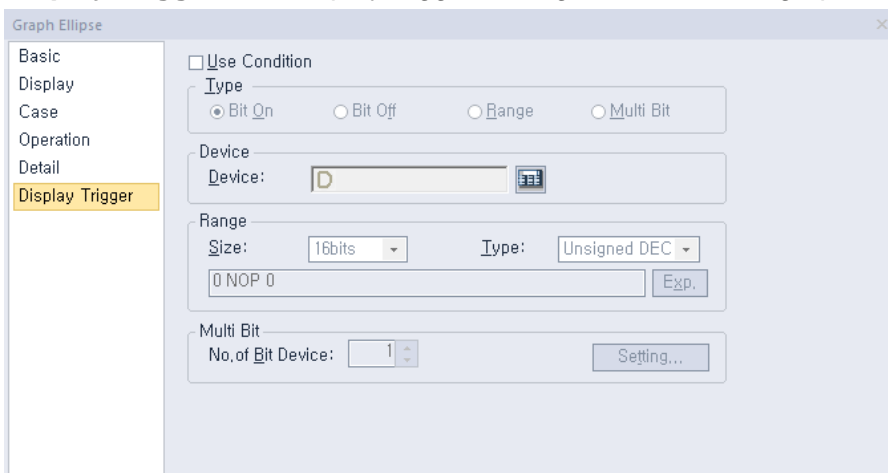 Graph Ellipse
Basic
Display
Case
Operation
Detail
Display Trigger
Use Condition
Type
Bit On Bit Off Range Multi Bit
Device
Device: D
Range
Size: 16bits Type: Unsigned DEC
0 NOP 0 Exp.
Multi Bit
No.of Bit Device: 1 Setting...